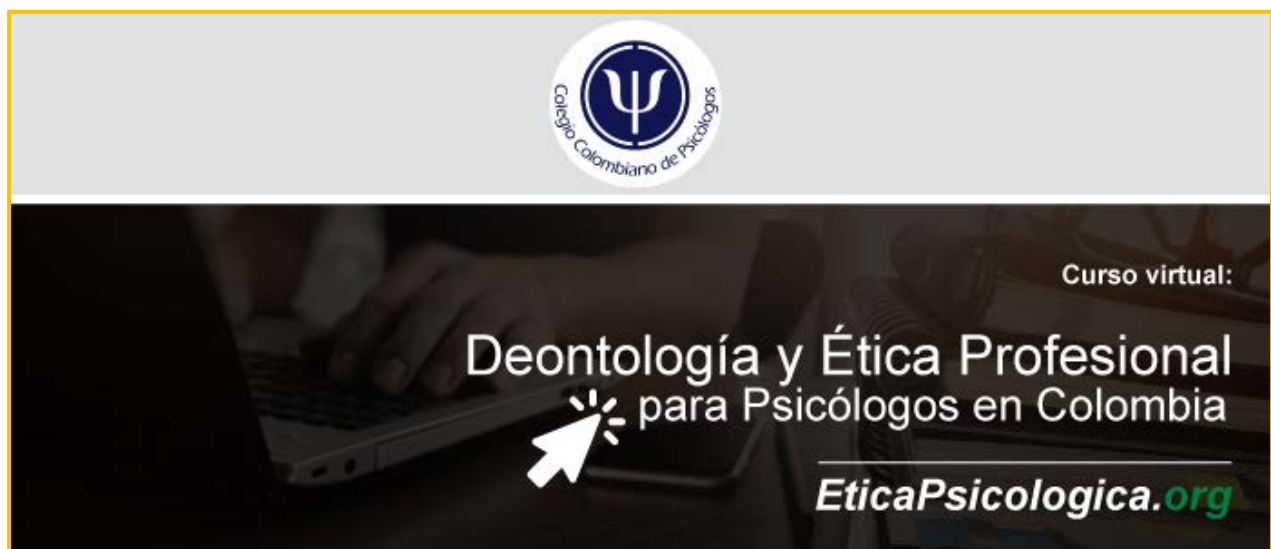 Colegio Colombiano de Psicólogos
Curso virtual:
Deontología y Ética Profesional
para Psicólogos en Colombia
EticaPsicologica.org